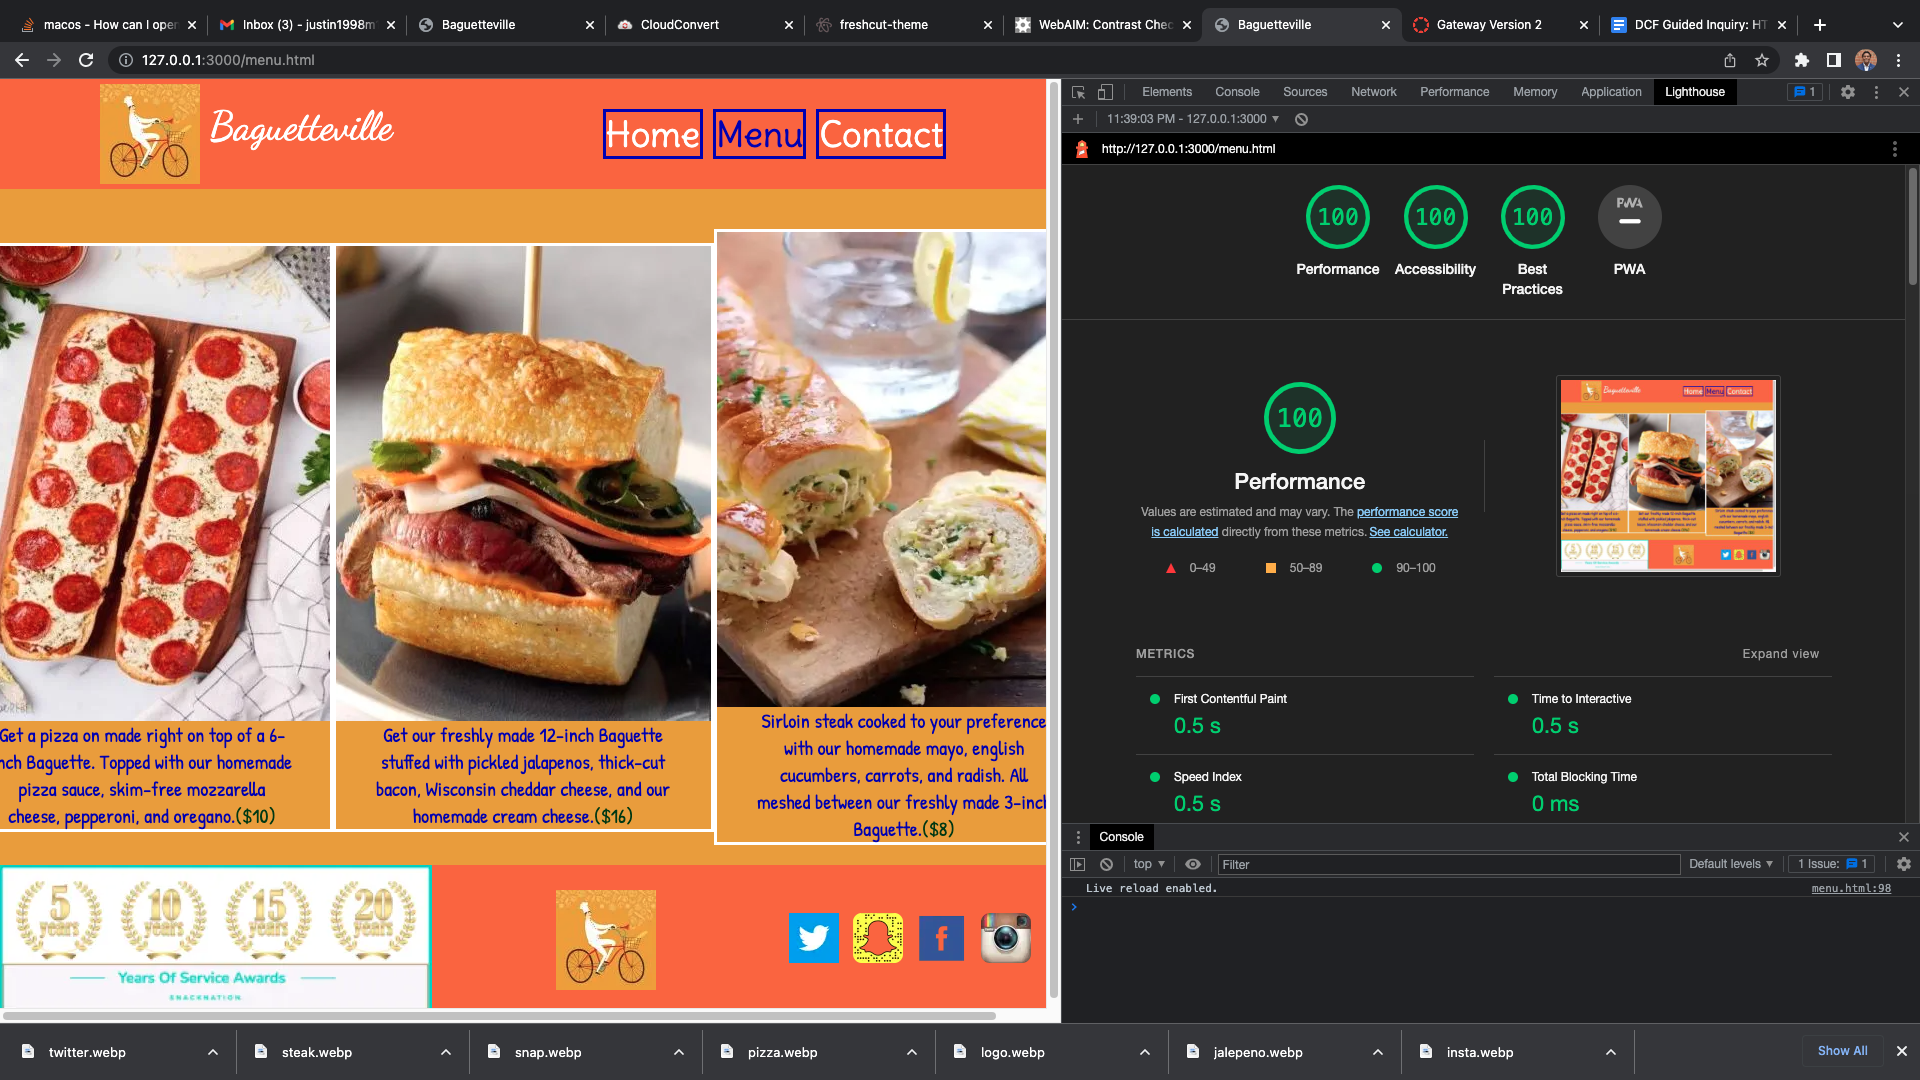 macos - How can I open
Inbox (3) - justin1998m
Baguetteville
CloudConvert
freshcut-theme
WebAIM: Contrast Chec
Baguetteville
Gateway Version 2
DCF Guided Inquiry: HT
127.0.0.1:3000/menu.html
Baguetteville
Home
Menu
Contact
Get a pizza on made right on top of a 6-
nch Baguette. Topped with our homemade
pizza sauce, skim-free mozzarella
cheese, pepperoni, and oregano.($10)
Get our freshly made 12-inch Baguette
stuffed with pickled jalapenos, thick-cut
bacon, Wisconsin cheddar cheese, and our
homemade cream cheese.($16)
Sirloin steak cooked to your preference
with our homemade mayo, english
cucumbers, carrots, and radish. All
meshed between our freshly made 3-inch
Baguette.($8)
5 years
10 years
15 years
20 years
Years Of Service Awards
SNACKNATION
Elements
Console
Sources
Network
Performance
Memory
Application
Lighthouse
1
11:39:03 PM - 127.0.0.1:3000
http://127.0.0.1:3000/menu.html
100
Performance
100
Accessibility
100
Best
Practices
PWA
PWA
100
Performance
Values are estimated and may vary. The performance score
is calculated directly from these metrics. See calculator.
0–49
50–89
90–100
METRICS
Expand view
First Contentful Paint
0.5 s
Time to Interactive
0.5 s
Speed Index
0.5 s
Total Blocking Time
0 ms
Console
top
Filter
Default levels
1 Issue: 1
Live reload enabled.
menu.html:98
twitter.webp
steak.webp
snap.webp
pizza.webp
logo.webp
jalepeno.webp
insta.webp
Show All